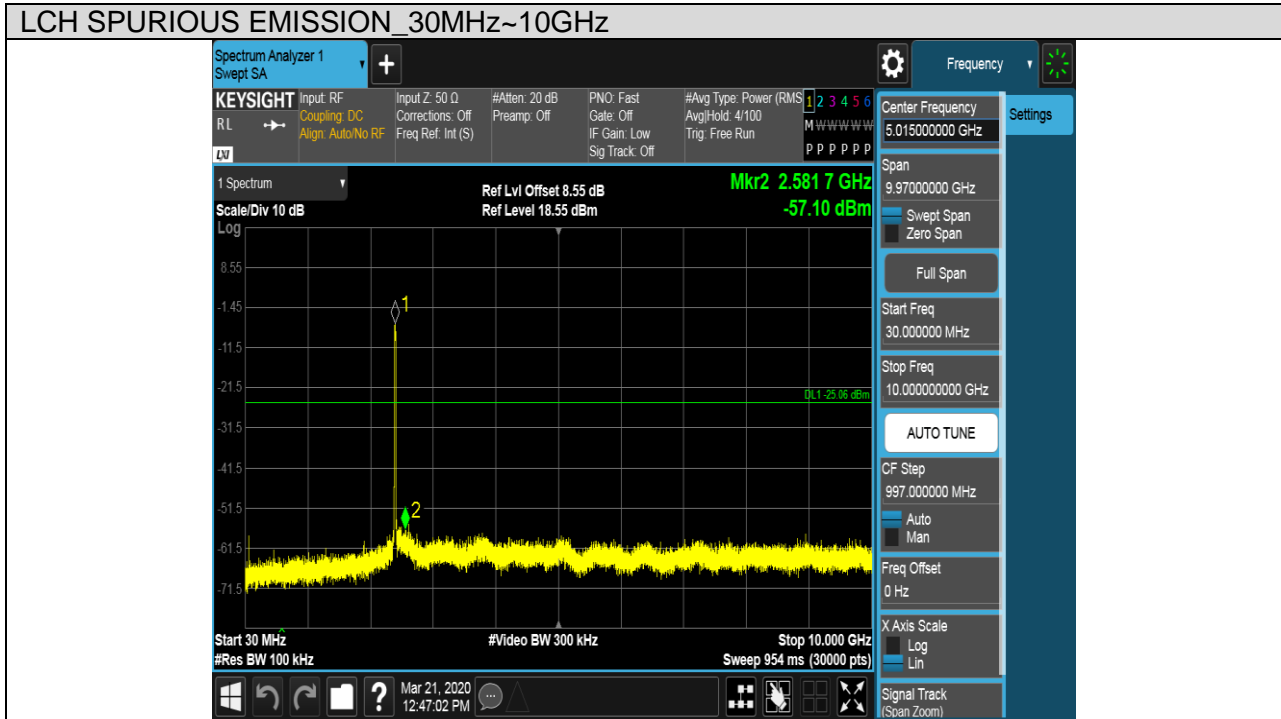 LCH SPURIOUS EMISSION_30MHz~10GHz
Spectrum Analyzer 1
Swept SA
Frequency
KEYSIGHT
RL
LXI
Input: RF
Coupling: DC
Align: Auto/No RF
Input Z: 50 Ω
Corrections: Off
Freq Ref: Int (S)
#Atten: 20 dB
Preamp: Off
PNO: Fast
Gate: Off
IF Gain: Low
Sig Track: Off
#Avg Type: Power (RMS
Avg|Hold: 4/100
Trig: Free Run
1 2 3 4 5 6
M W W W W W
P P P P P P
1 Spectrum
Scale/Div 10 dB
Log
Ref Lvl Offset 8.55 dB
Ref Level 18.55 dBm
Mkr2 2.581 7 GHz
-57.10 dBm
8.55
-1.45
-11.5
-21.5
-31.5
-41.5
-51.5
-61.5
-71.5
1
2
DL1 -25.06 dBm
Start 30 MHz
#Res BW 100 kHz
#Video BW 300 kHz
Stop 10.000 GHz
Sweep 954 ms (30000 pts)
Center Frequency
5.015000000 GHz
Settings
Span
9.97000000 GHz
Swept Span
Zero Span
Full Span
Start Freq
30.000000 MHz
Stop Freq
10.000000000 GHz
AUTO TUNE
CF Step
997.000000 MHz
Auto
Man
Freq Offset
0 Hz
X Axis Scale
Log
Lin
Signal Track
(Span Zoom)
?
Mar 21, 2020
12:47:02 PM